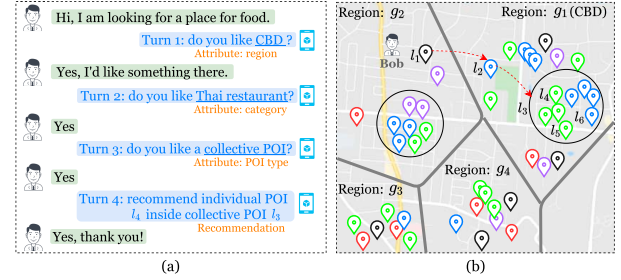 Hi, I am looking for a place for food.
Turn 1: do you like CBD ?
Attribute: region
Yes, I'd like something there.
Turn 2: do you like Thai restaurant?
Attribute: category
Yes
Turn 3: do you like a collective POI?
Attribute: POI type
Yes
Turn 4: recommend individual POI
l4 inside collective POI l3
Recommendation
Yes, thank you!
(a)
Region: g2
Region: g1 (CBD)
Bob
l1
l2
l3
l4
l5
l6
Region: g3
g4
Region:
(b)